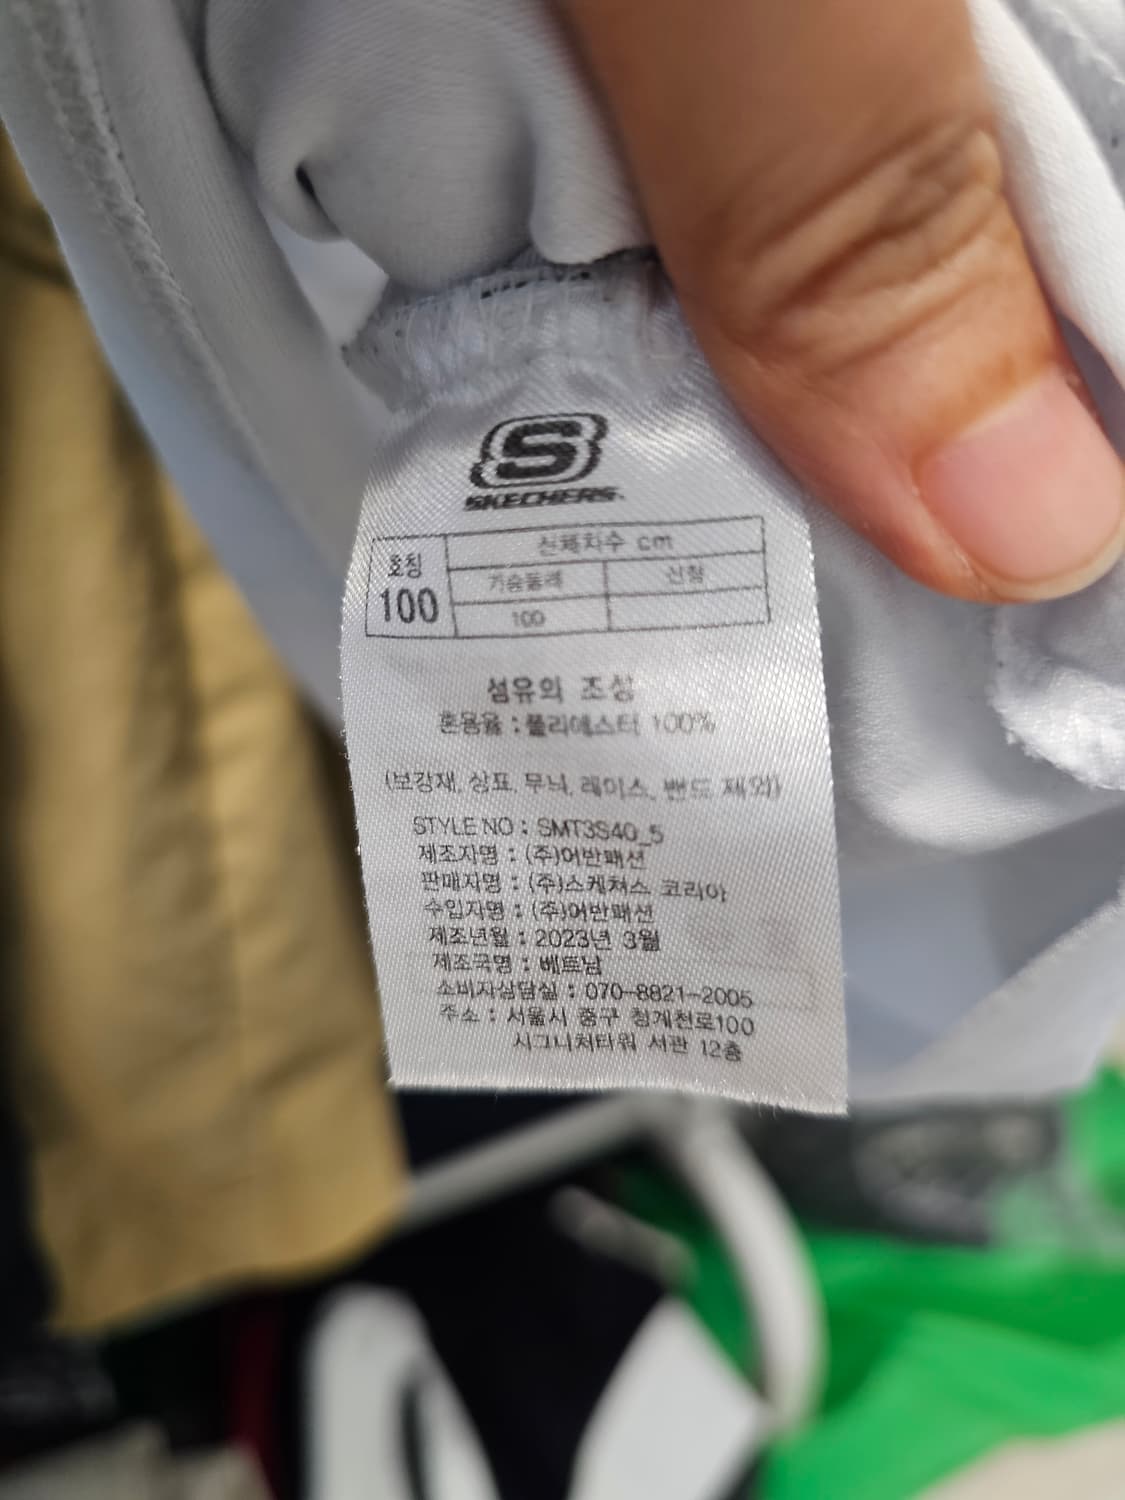 S
SKECHERS
호칭
100
신체치수 cm
가슴둘레 신장
100
섬유의 조성
혼용율 : 폴리에스터 100%
(보강재, 상표, 무늬, 레이스, 밴드 제외)
STYLE NO : SMT3S40_5
제조자명 : (주)어반패션
판매자명 : (주)스케쳐스 코리아
수입자명 : (주)어반패션
제조년월 : 2023년 3월
제조국명 : 베트남
소비자상담실 : 070-8821-2005
주소 : 서울시 중구 청계천로100
시그니처타워 서관 12층